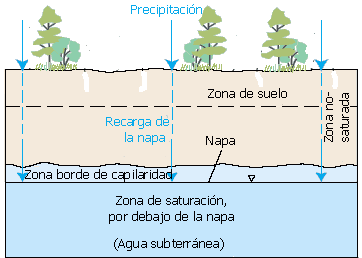 Precipitación
Zona de suelo
Zona no-
saturada
Recarga de
la napa
Napa
Zona borde de capilaridad
Zona de saturación,
por debajo de la napa
(Agua subterránea)